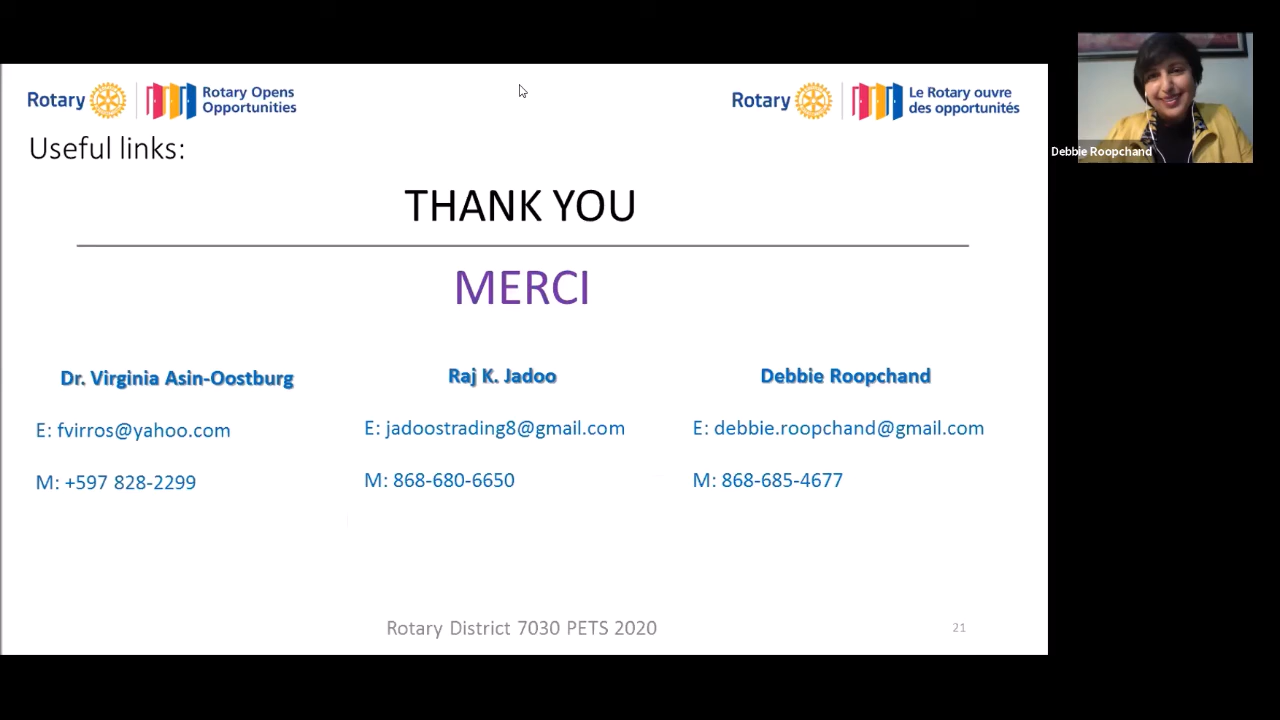 Rotary
Rotary Opens
Opportunities
Rotary
Le Rotary ouvre
des opportunités
Debbie Roopchand
Useful links:
THANK YOU
MERCI
Dr. Virginia Asin-Oostburg
E: fvirros@yahoo.com
M: +597 828-2299
Raj K. Jadoo
E: jadoostrading8@gmail.com
M: 868-680-6650
Debbie Roopchand
E: debbie.roopchand@gmail.com
M: 868-685-4677
Rotary District 7030 PETS 2020
21